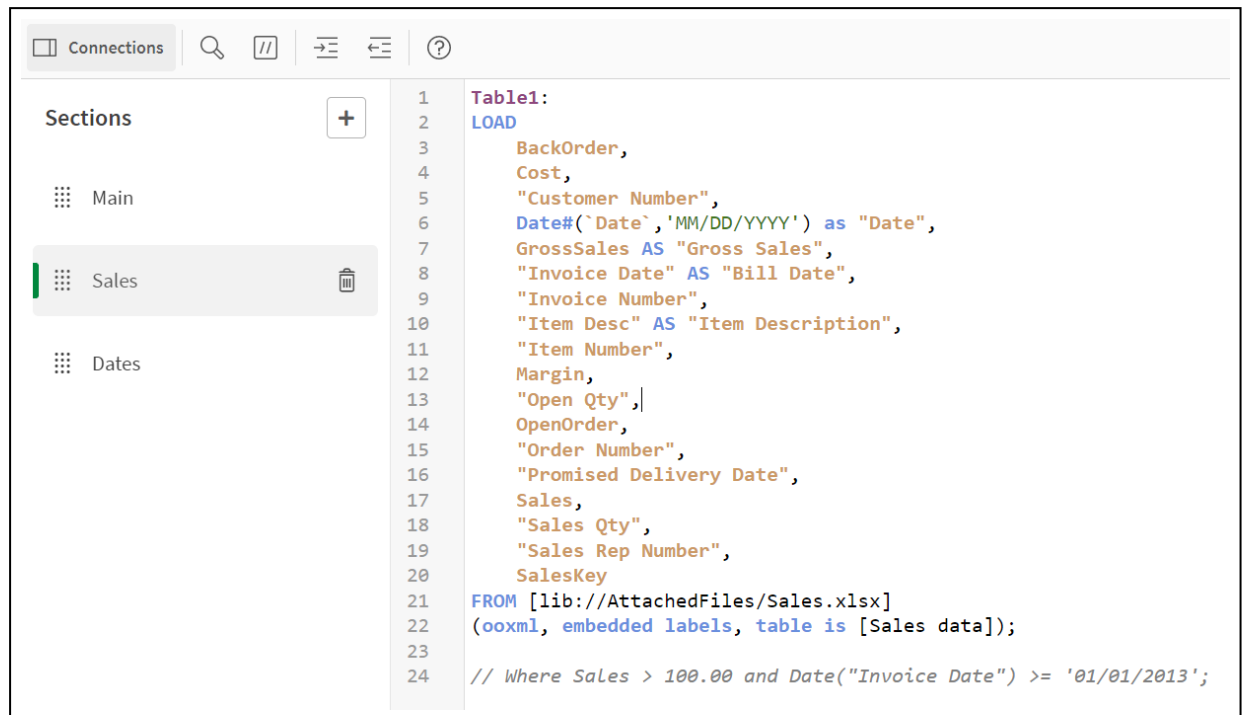 Connections
Sections
Main
Sales
Dates
1 Table1:
2 LOAD
3 BackOrder,
4 Cost,
5 "Customer Number",
6 Date#(`Date`,'MM/DD/YYYY') as "Date",
7 GrossSales AS "Gross Sales",
8 "Invoice Date" AS "Bill Date",
9 "Invoice Number",
10 "Item Desc" AS "Item Description",
11 "Item Number",
12 Margin,
13 "Open Qty",
14 OpenOrder,
15 "Order Number",
16 "Promised Delivery Date",
17 Sales,
18 "Sales Qty",
19 "Sales Rep Number",
20 SalesKey
21 FROM [lib://AttachedFiles/Sales.xlsx]
22 (ooxml, embedded labels, table is [Sales data]);
23
24 // Where Sales > 100.00 and Date("Invoice Date") >= '01/01/2013';